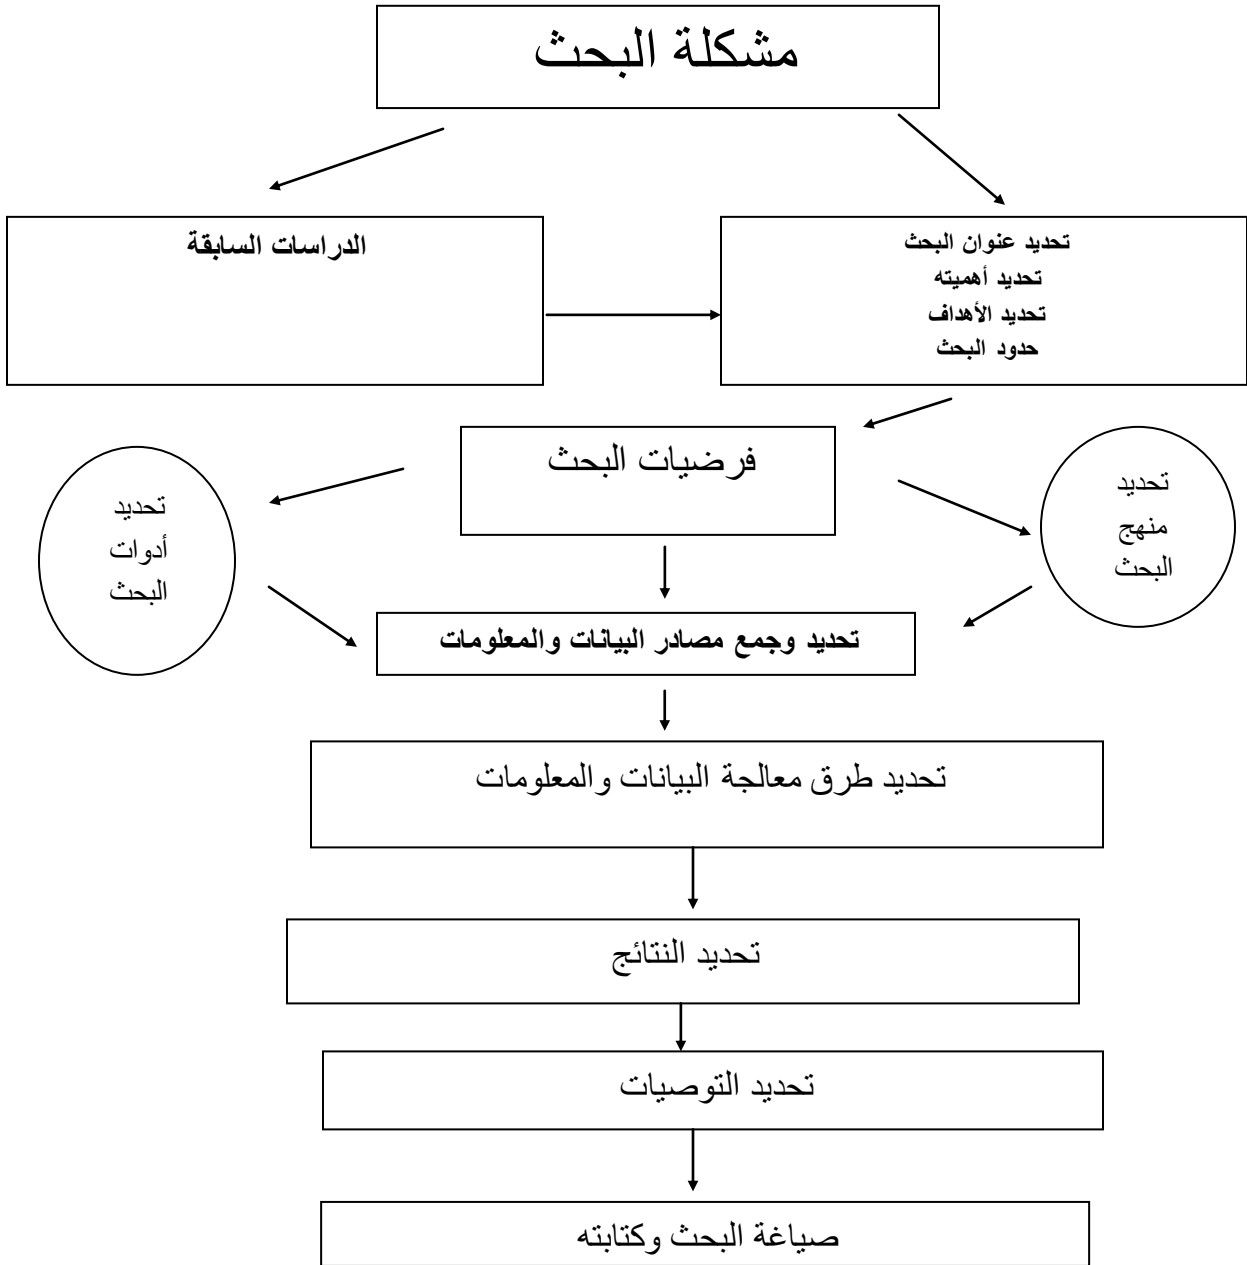 مشكلة البحث
تحديد عنوان البحث
تحديد أهميته
تحديد الأهداف
حدود البحث
الدراسات السابقة
فرضيات البحث
تحديد
منهج
البحث
تحديد
أدوات
البحث
تحديد وجمع مصادر البيانات والمعلومات
تحديد طرق معالجة البيانات والمعلومات
تحديد النتائج
تحديد التوصيات
صياغة البحث وكتابته